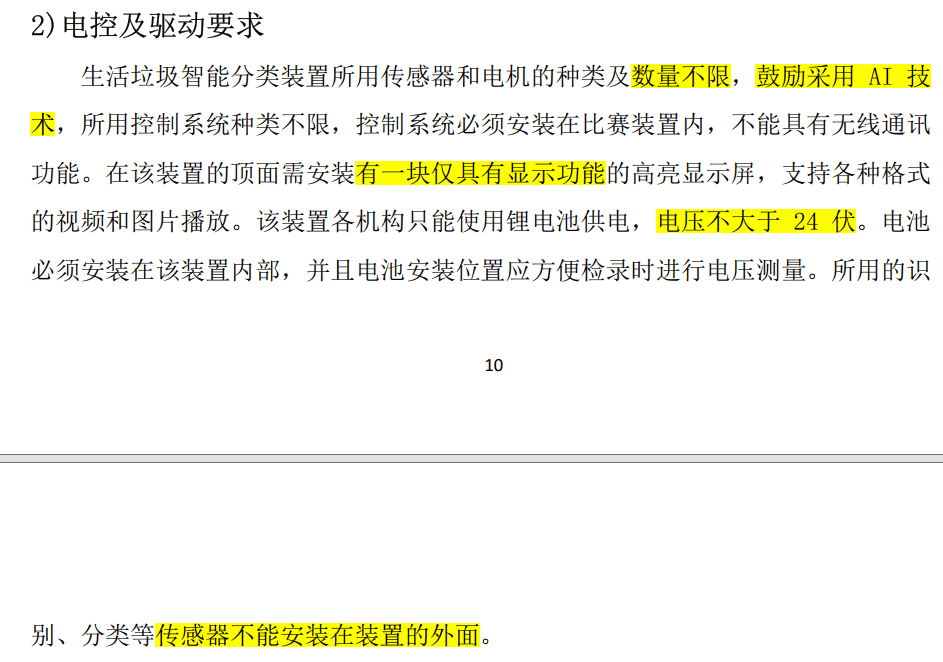 2)电控及驱动要求
生活垃圾智能分类装置所用传感器和电机的种类及数量不限，鼓励采用 AI 技
术，所用控制系统种类不限，控制系统必须安装在比赛装置内，不能具有无线通讯
功能。在该装置的顶面需安装有一块仅具有显示功能的高亮显示屏，支持各种格式
的视频和图片播放。该装置各机构只能使用锂电池供电，电压不大于 24 伏。电池
必须安装在该装置内部，并且电池安装位置应方便检录时进行电压测量。所用的识
10
别、分类等传感器不能安装在装置的外面。